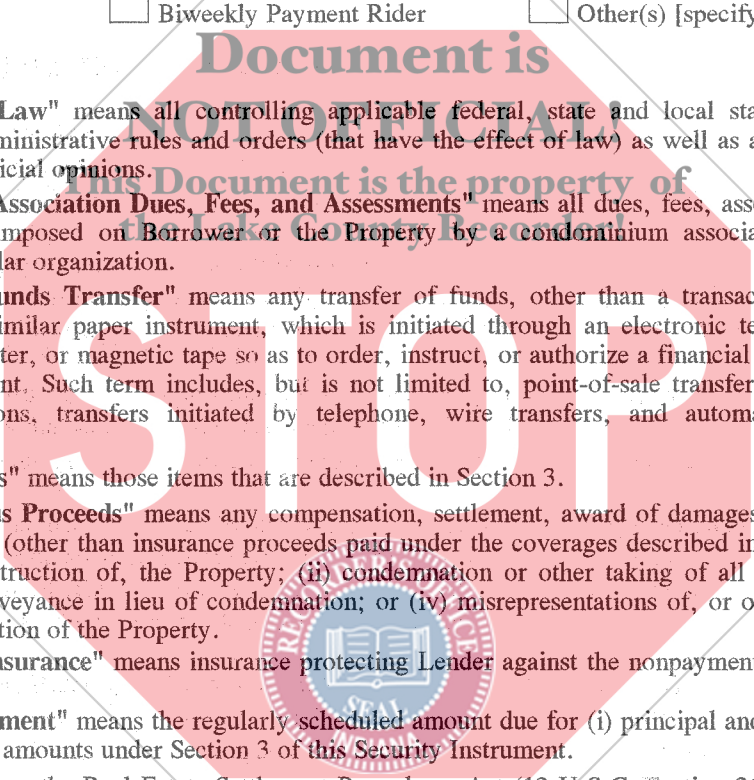 Biweekly Payment Rider Other(s) [specify
Document is
Law" means all controlling applicable federal, state and local sta
NOT OFFICIAL!
ministrative rules and orders (that have the effect of law) as well as a
icial opinions.
This Document is the property of
Association Dues, Fees, and Assessments" means all dues, fees, asse
the Lake County Recorder!
imposed on Borrower or the Property by a condominium associa
lar organization.
unds Transfer" means any transfer of funds, other than a transac
imilar paper instrument, which is initiated through an electronic te
ter, or magnetic tape so as to order, instruct, or authorize a financial
nt. Such term includes, but is not limited to, point-of-sale transfer
ons, transfers initiated by telephone, wire transfers, and automa
STOP
s" means those items that are described in Section 3.
s Proceeds" means any compensation, settlement, award of damages
(other than insurance proceeds paid under the coverages described in
truction of, the Property; (ii) condemnation or other taking of all
veyance in lieu of condemnation; or (iv) misrepresentations of, or o
tion of the Property.
RECORDER'S OFFICE
nsurance" means insurance protecting Lender against the nonpayment
SEAL
ment" means the regularly scheduled amount due for (i) principal and
INDIANA
amounts under Section 3 of this Security Instrument.